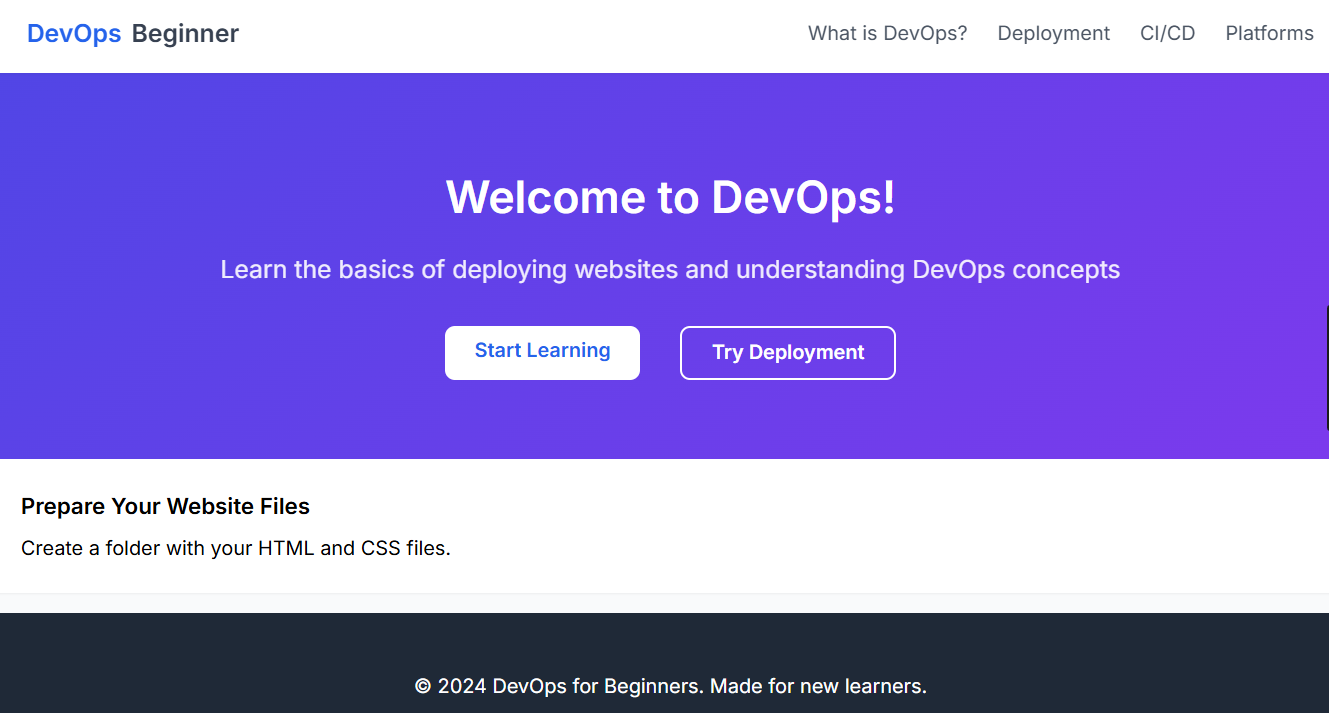 DevOps Beginner
What is DevOps? Deployment CI/CD Platforms
Welcome to DevOps!
Learn the basics of deploying websites and understanding DevOps concepts
Start Learning
Try Deployment
Prepare Your Website Files
Create a folder with your HTML and CSS files.
© 2024 DevOps for Beginners. Made for new learners.